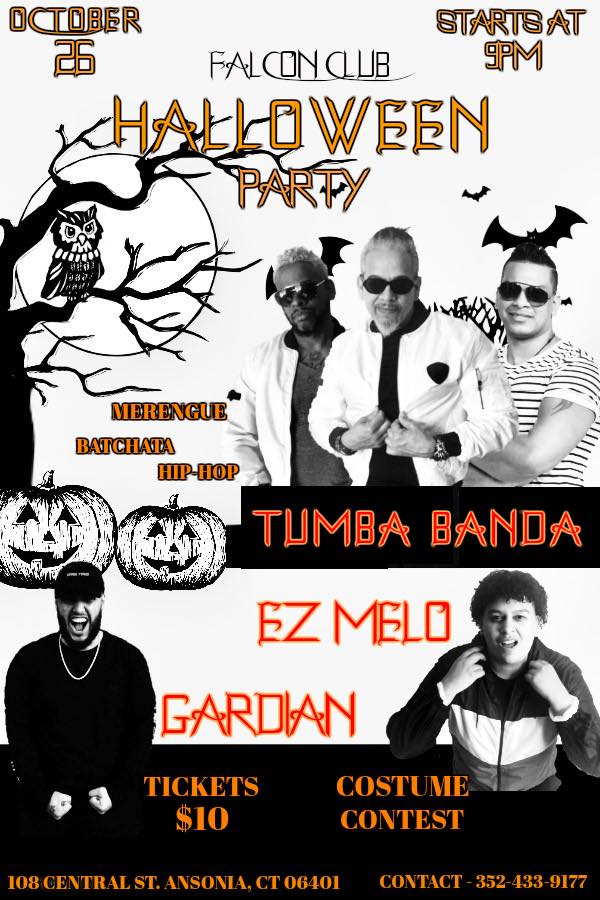 OCTOBER
26
STARTS AT
9PM
FALCON CLUB
HALLOWEEN
PARTY
MERENGUE
BATCHATA
HIP-HOP
TUMBA BANDA
EZ MELO
GARDIAN
TICKETS
$10
COSTUME
CONTEST
108 CENTRAL ST. ANSONIA, CT 06401
CONTACT - 352-433-9177